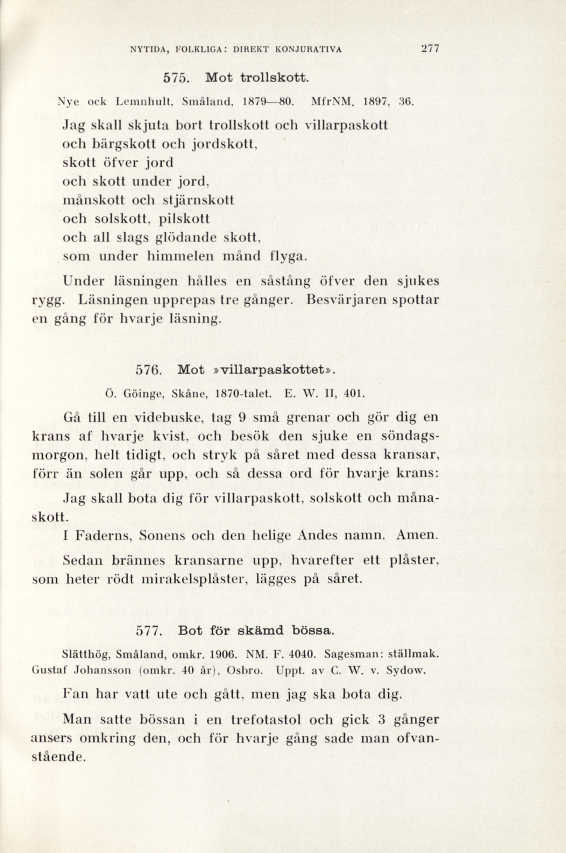 NYTIDA, FOLKLIGA: DIREKT KONJURATIVA 277
575. Mot trollskott.
Nye ock Lemnhult, Småland, 1879—80. MfrNM, 1897, 36.
Jag skall skjuta bort trollskott och villarpaskott
och bärgskott och jordskott,
skott öfver jord
och skott under jord,
månskott och stjärnskott
och solskott, pilskott
och all slags glödande skott,
som under himmelen månd flyga.
Under läsningen hålles en såstång öfver den sjukes
rygg. Läsningen upprepas tre gånger. Besvärjaren spottar
en gång för hvarje läsning.
576. Mot »villarpaskottet».
Ö. Göinge, Skåne, 1870-talet. E. W. II, 401.
Gå till en videbuske, tag 9 små grenar och gör dig en
krans af hvarje kvist, och besök den sjuke en söndags-
morgon, helt tidigt, och stryk på såret med dessa kransar,
förr än solen går upp, och så dessa ord för hvarje krans:
Jag skall bota dig för villarpaskott, solskott och måna-
skott.
I Faderns, Sonens och den helige Andes namn. Amen.
Sedan brännes kransarne upp, hvarefter ett plåster,
som heter rödt mirakelsplåster, lägges på såret.
577. Bot för skämd bössa.
Slätthög, Småland, omkr. 1906. NM. F. 4040. Sagesman: ställmak.
Gustaf Johansson (omkr. 40 år), Osbro. Uppt. av C. W. v. Sydow.
Fan har vatt ute och gått, men jag ska bota dig.
Man satte bössan i en trefotastol och gick 3 gånger
ansers omkring den, och för hvarje gång sade man ofvan-
stående.